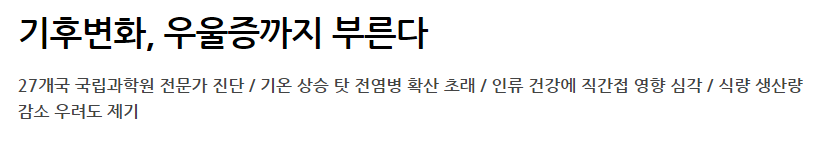 기후변화, 우울증까지 부른다
27개국 국립과학원 전문가 진단 / 기온 상승 탓 전염병 확산 초래 / 인류 건강에 직간접 영향 심각 / 식량 생산량
감소 우려도 제기